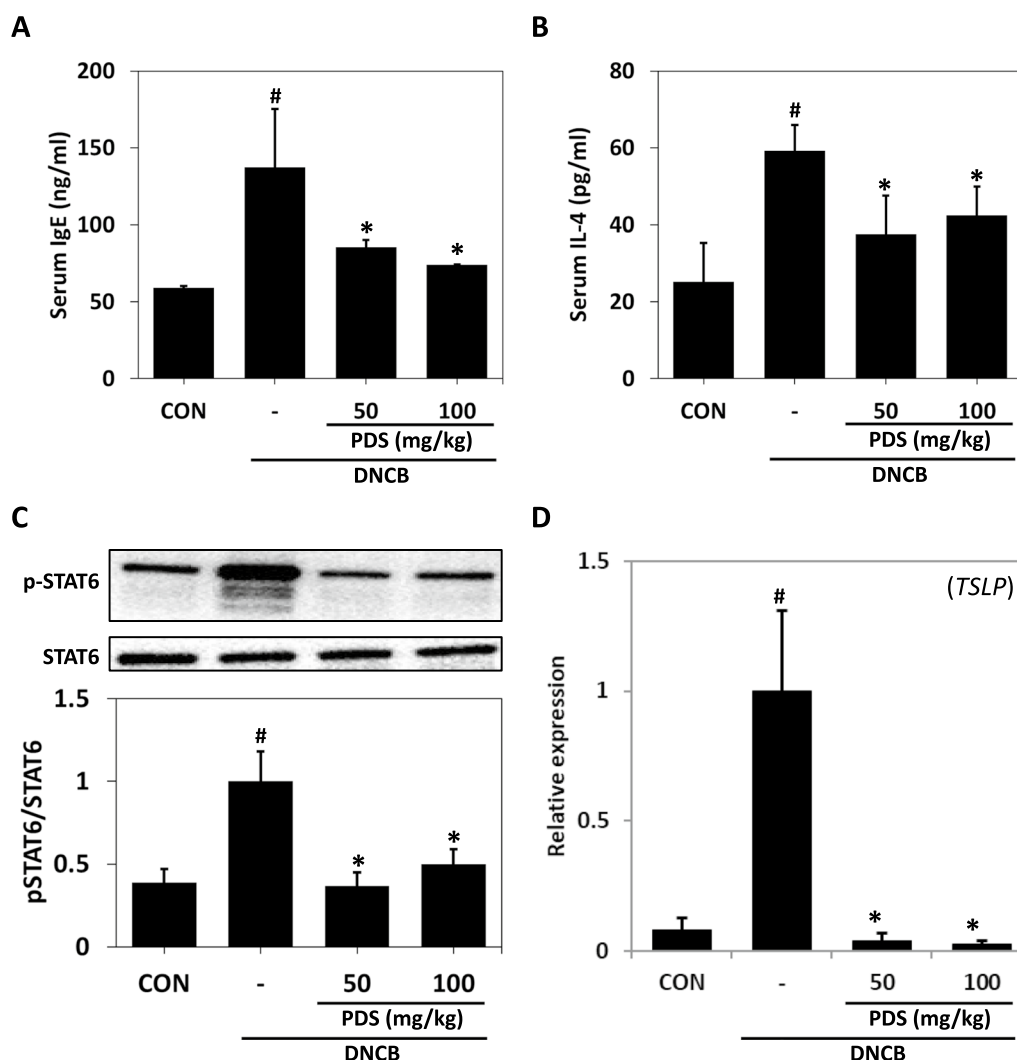 A
Serum IgE (ng/ml)
200
150
100
50
0
#
*
*
CON
-
50
100
PDS (mg/kg)
DNCB
B
Serum IL-4 (pg/ml)
80
60
40
20
0
#
*
*
CON
-
50
100
PDS (mg/kg)
DNCB
C
p-STAT6
STAT6
pSTAT6/STAT6
1.5
1
0.5
0
#
*
*
CON
-
50
100
PDS (mg/kg)
DNCB
D
Relative expression
1.5
1
0.5
0
(TSLP)
#
*
*
CON
-
50
100
PDS (mg/kg)
DNCB